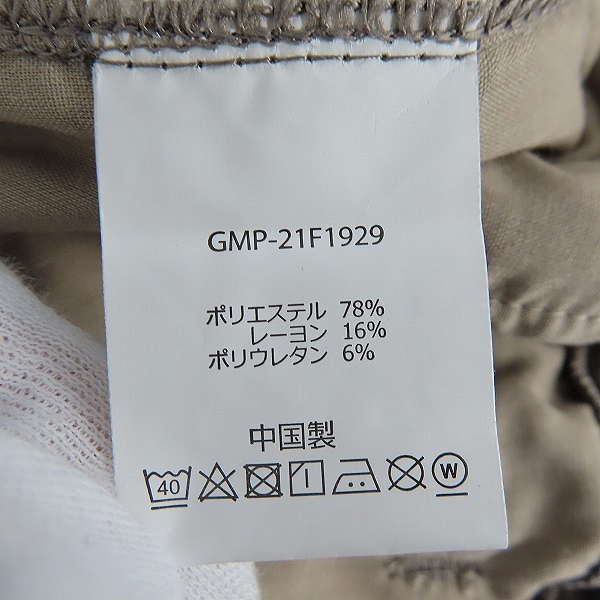 GMP-21F1929
ポリエステル 78%
レーヨン 16%
ポリウレタン 6%
中国製
40 W